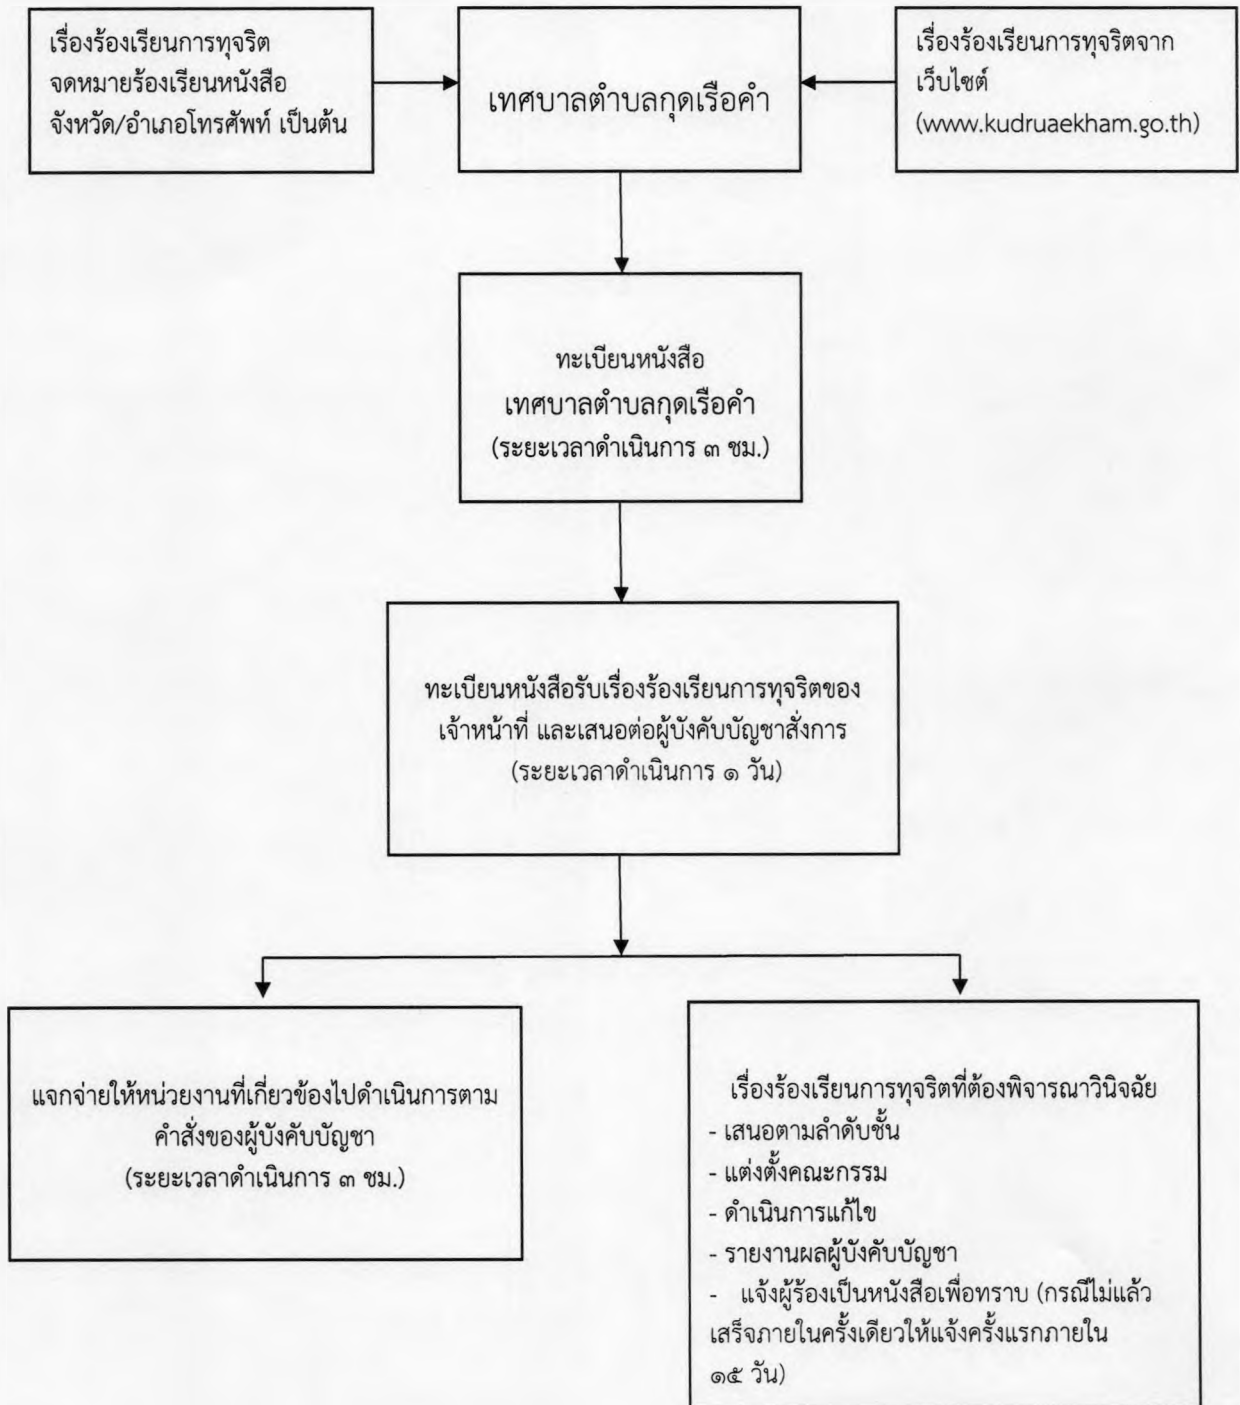 เรื่องร้องเรียนการทุจริต
จดหมายร้องเรียนหนังสือ
จังหวัด/อำเภอโทรศัพท์ เป็นต้น
เทศบาลตำบลกุดเรือคำ
เรื่องร้องเรียนการทุจริตจาก
เว็บไซต์
(www.kudruaekham.go.th)
ทะเบียนหนังสือ
เทศบาลตำบลกุดเรือคำ
(ระยะเวลาดำเนินการ ๓ ชม.)
ทะเบียนหนังสือรับเรื่องร้องเรียนการทุจริตของ
เจ้าหน้าที่ และเสนอต่อผู้บังคับบัญชาสั่งการ
(ระยะเวลาดำเนินการ ๑ วัน)
แจกจ่ายให้หน่วยงานที่เกี่ยวข้องไปดำเนินการตาม
คำสั่งของผู้บังคับบัญชา
(ระยะเวลาดำเนินการ ๓ ชม.)
เรื่องร้องเรียนการทุจริตที่ต้องพิจารณาวินิจฉัย
- เสนอตามลำดับชั้น
- แต่งตั้งคณะกรรม
- ดำเนินการแก้ไข
- รายงานผลผู้บังคับบัญชา
- แจ้งผู้ร้องเป็นหนังสือเพื่อทราบ (กรณีไม่แล้ว
เสร็จภายในครั้งเดียวให้แจ้งครั้งแรกภายใน
๑๕ วัน)